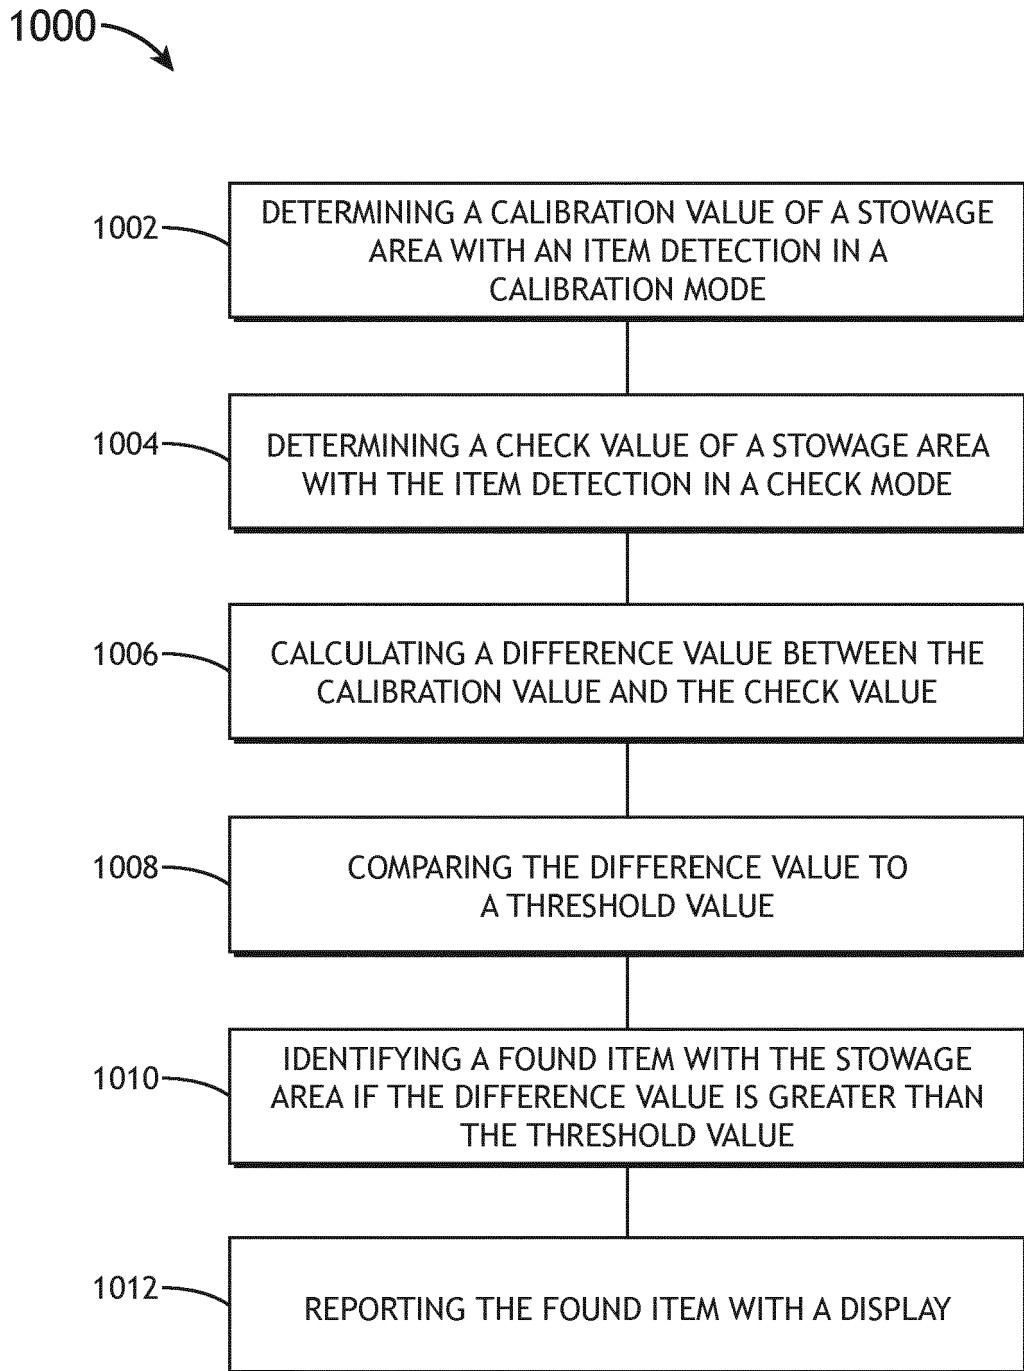 1000
1002
DETERMINING A CALIBRATION VALUE OF A STOWAGE
AREA WITH AN ITEM DETECTION IN A
CALIBRATION MODE
1004
DETERMINING A CHECK VALUE OF A STOWAGE AREA
WITH THE ITEM DETECTION IN A CHECK MODE
1006
CALCULATING A DIFFERENCE VALUE BETWEEN THE
CALIBRATION VALUE AND THE CHECK VALUE
1008
COMPARING THE DIFFERENCE VALUE TO
A THRESHOLD VALUE
1010
IDENTIFYING A FOUND ITEM WITH THE STOWAGE
AREA IF THE DIFFERENCE VALUE IS GREATER THAN
THE THRESHOLD VALUE
1012
REPORTING THE FOUND ITEM WITH A DISPLAY